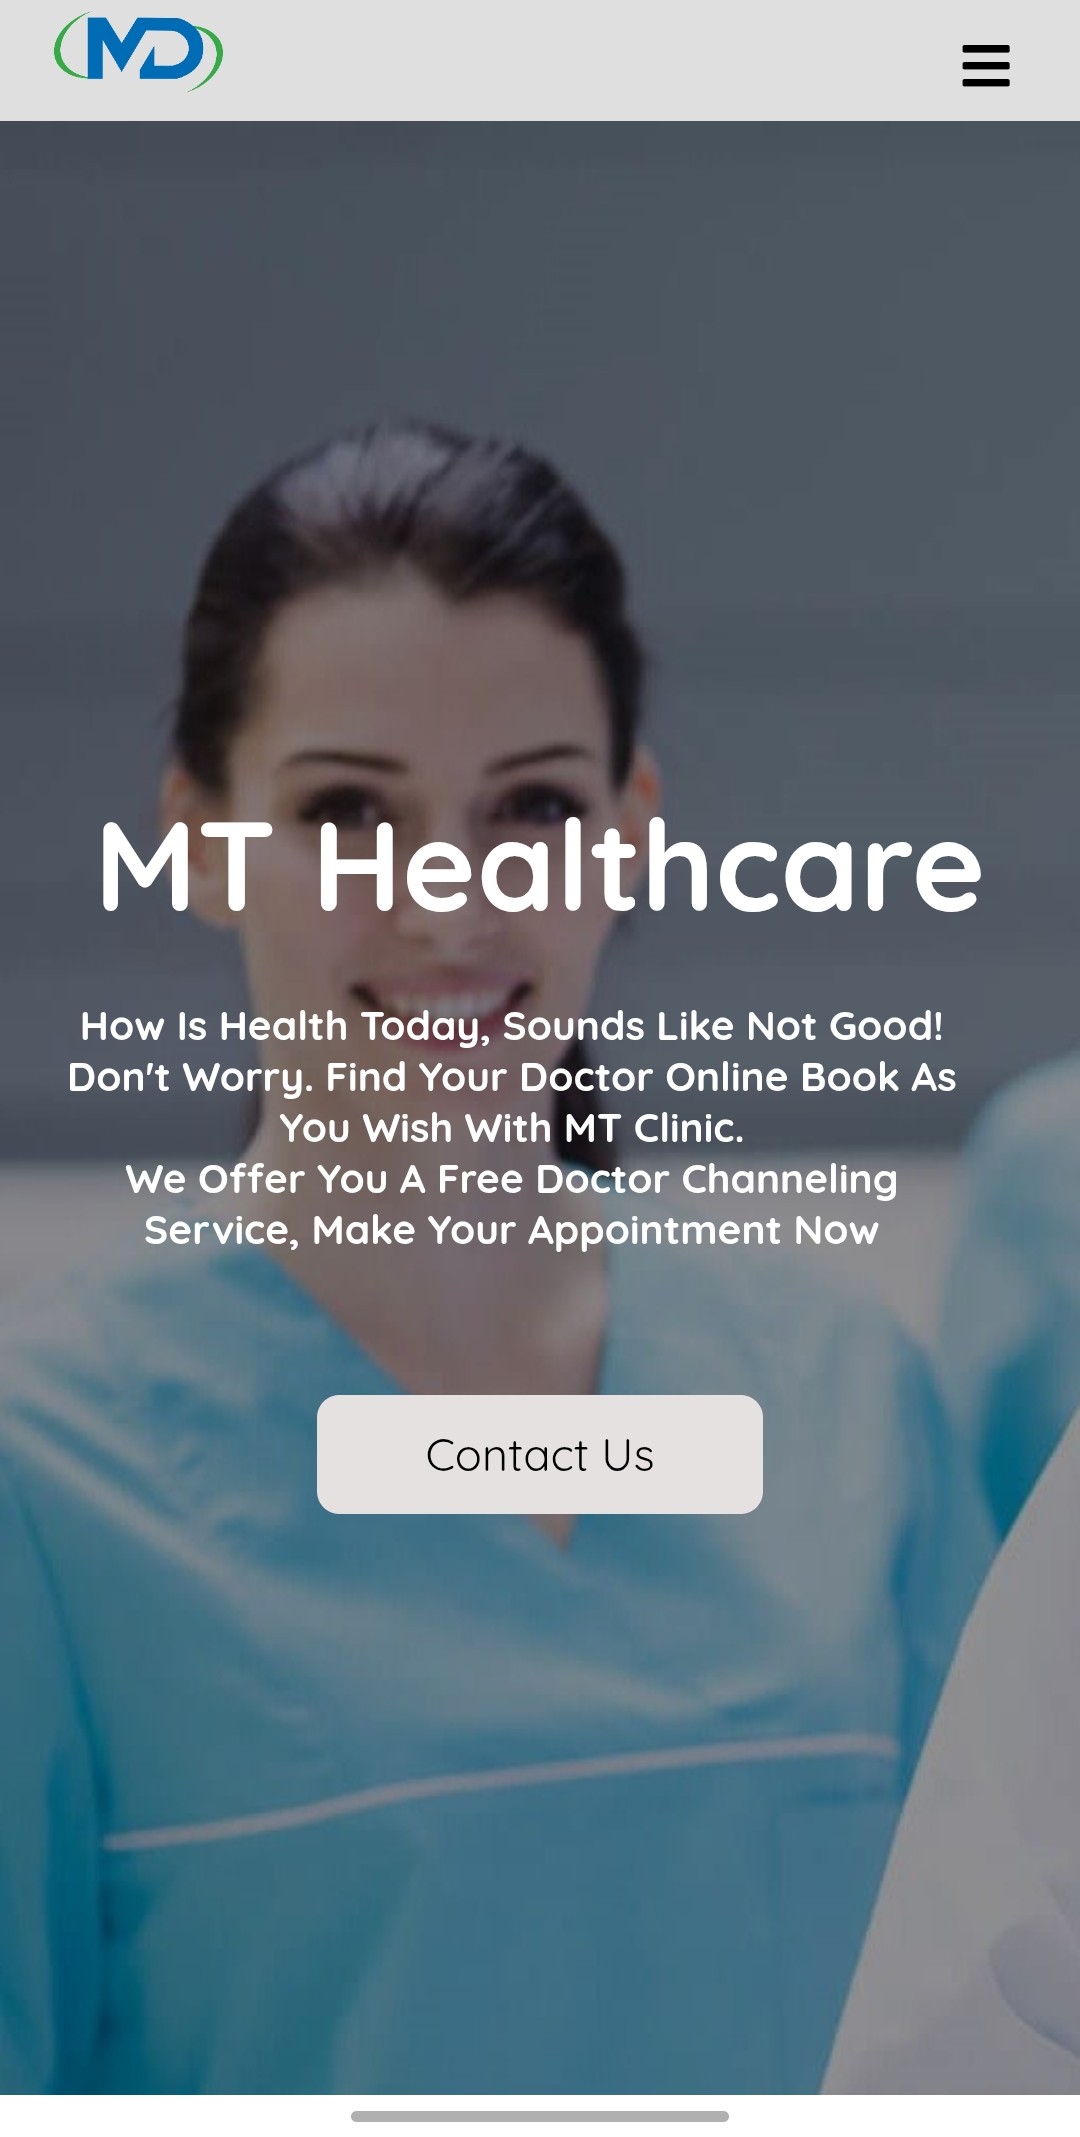 MD
MT Healthcare
How Is Health Today, Sounds Like Not Good!
Don't Worry. Find Your Doctor Online Book As
You Wish With MT Clinic.
We Offer You A Free Doctor Channeling
Service, Make Your Appointment Now
Contact Us